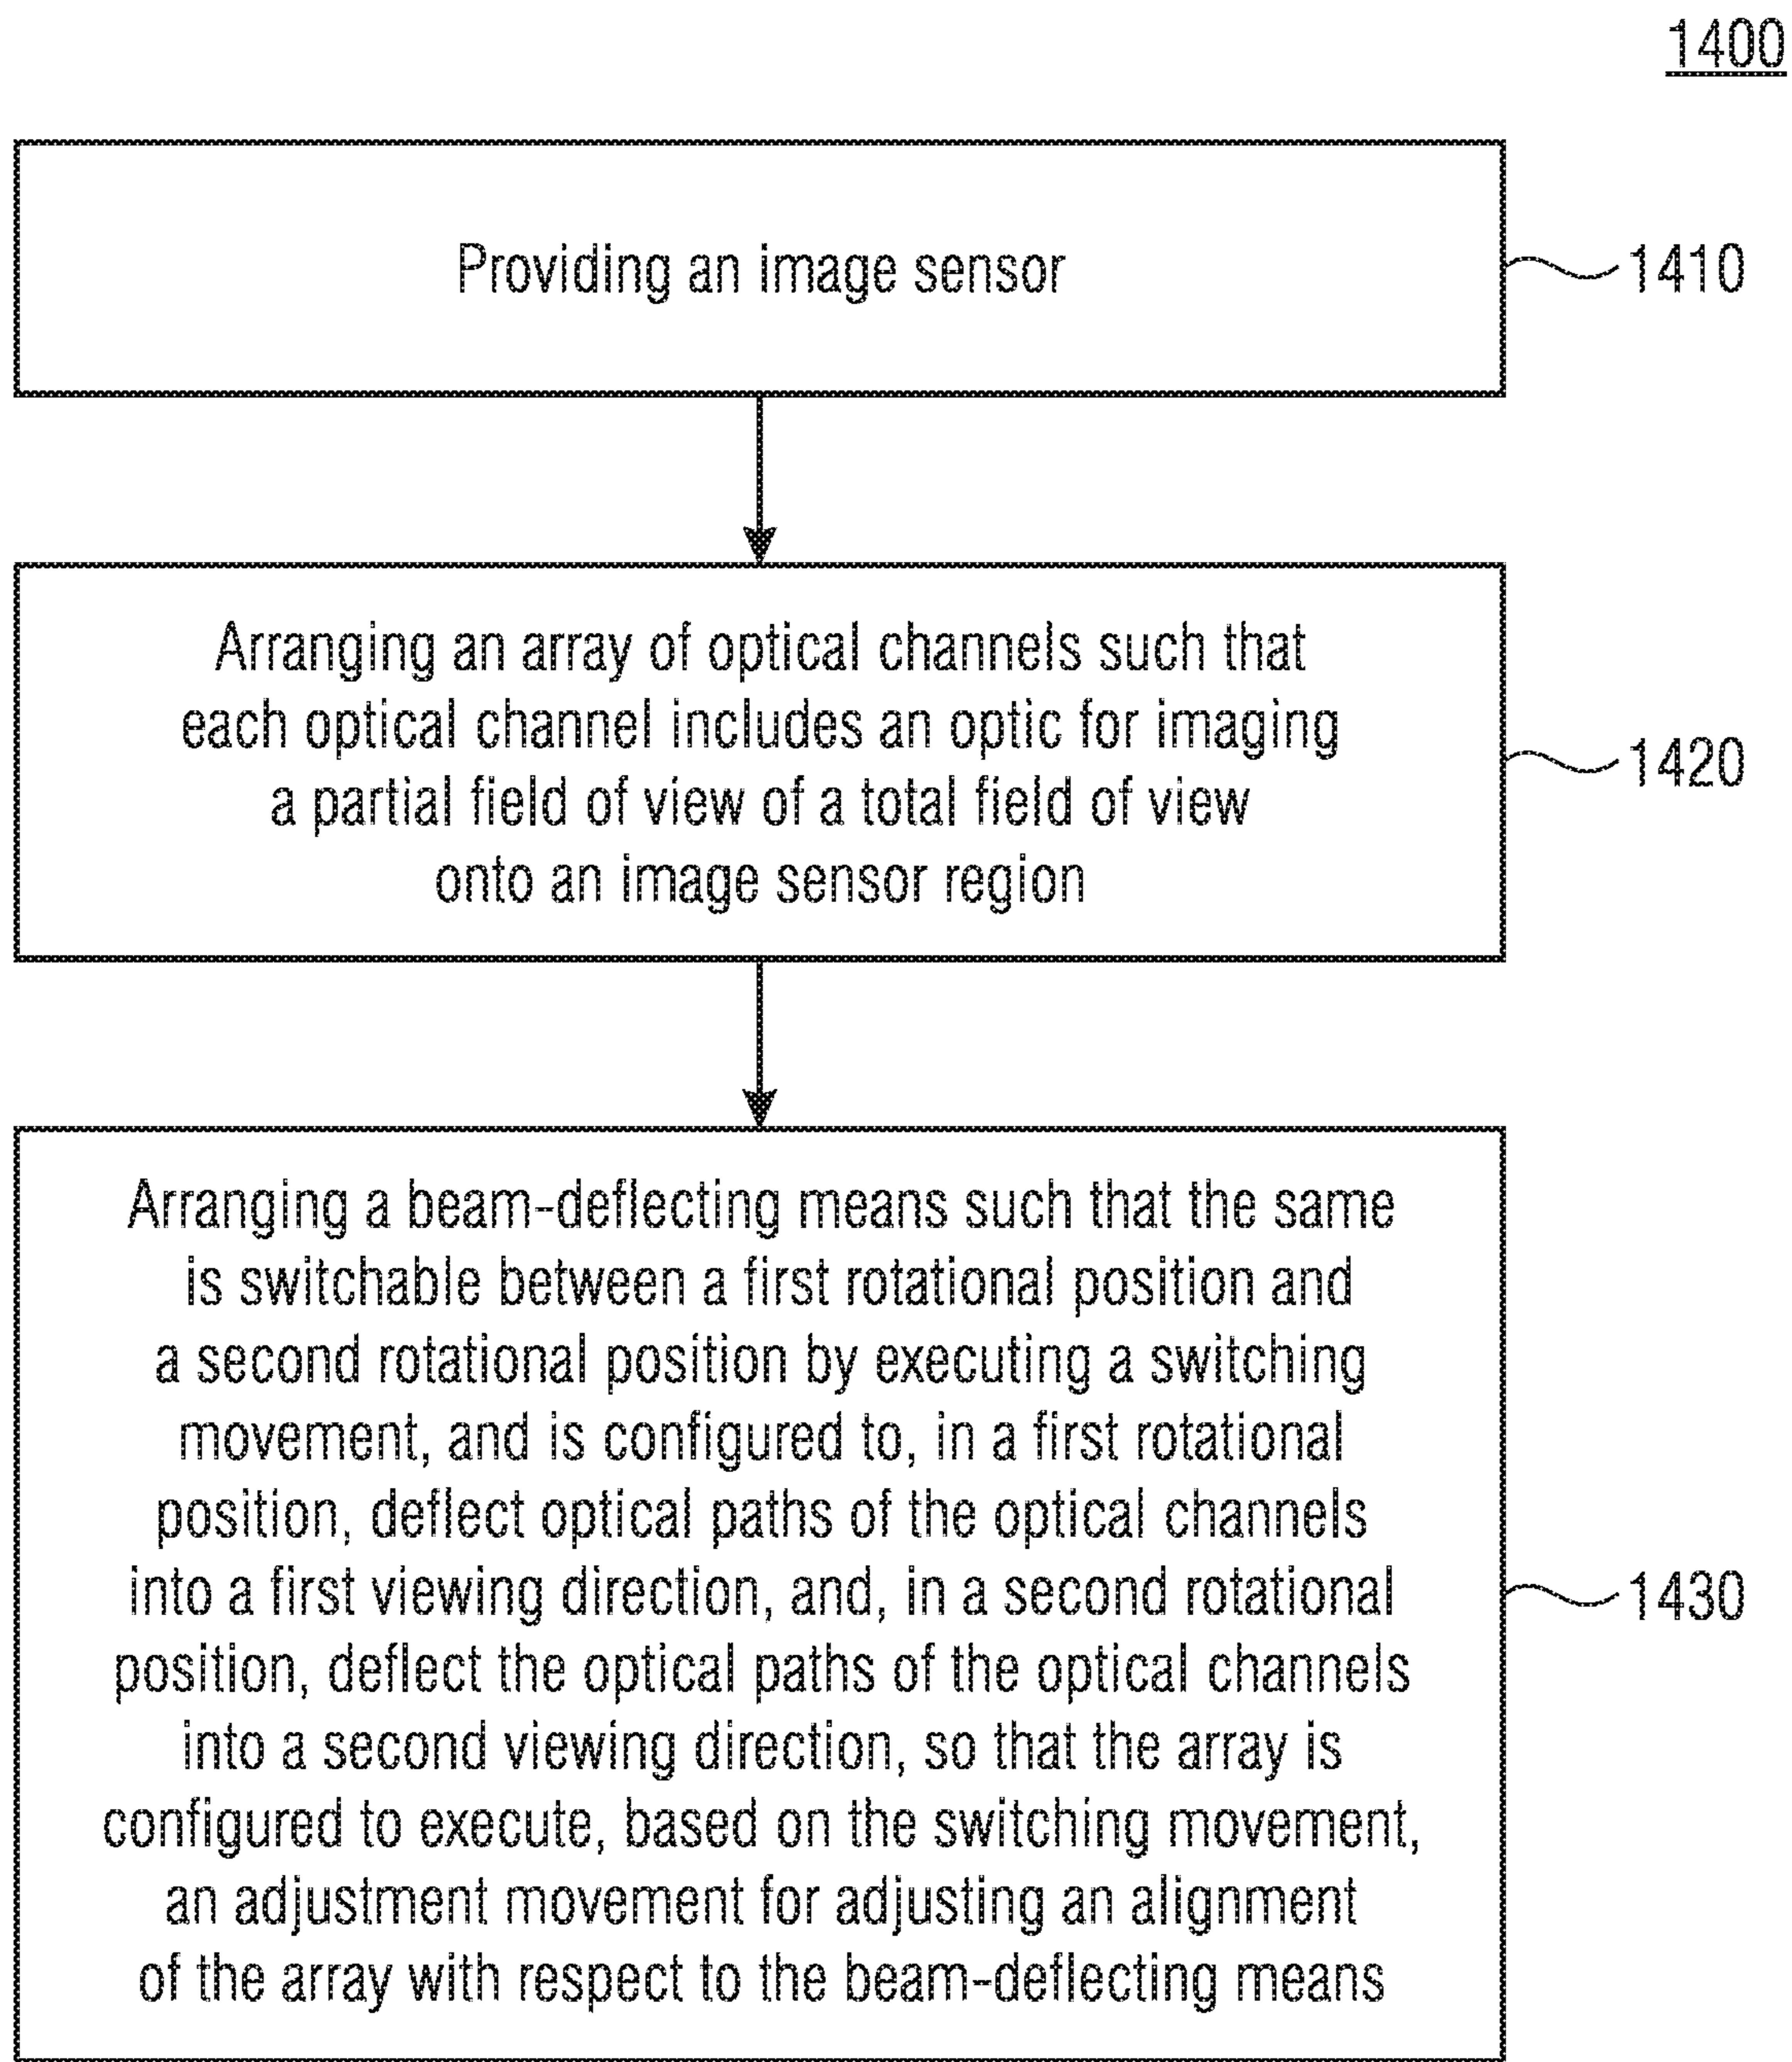 1400
Providing an image sensor
1410
Arranging an array of optical channels such that
each optical channel includes an optic for imaging
a partial field of view of a total field of view
onto an image sensor region
1420
Arranging a beam-deflecting means such that the same
is switchable between a first rotational position and
a second rotational position by executing a switching
movement, and is configured to, in a first rotational
position, deflect optical paths of the optical channels
into a first viewing direction, and, in a second rotational
position, deflect the optical paths of the optical channels
into a second viewing direction, so that the array is
configured to execute, based on the switching movement,
an adjustment movement for adjusting an alignment
of the array with respect to the beam-deflecting means
1430